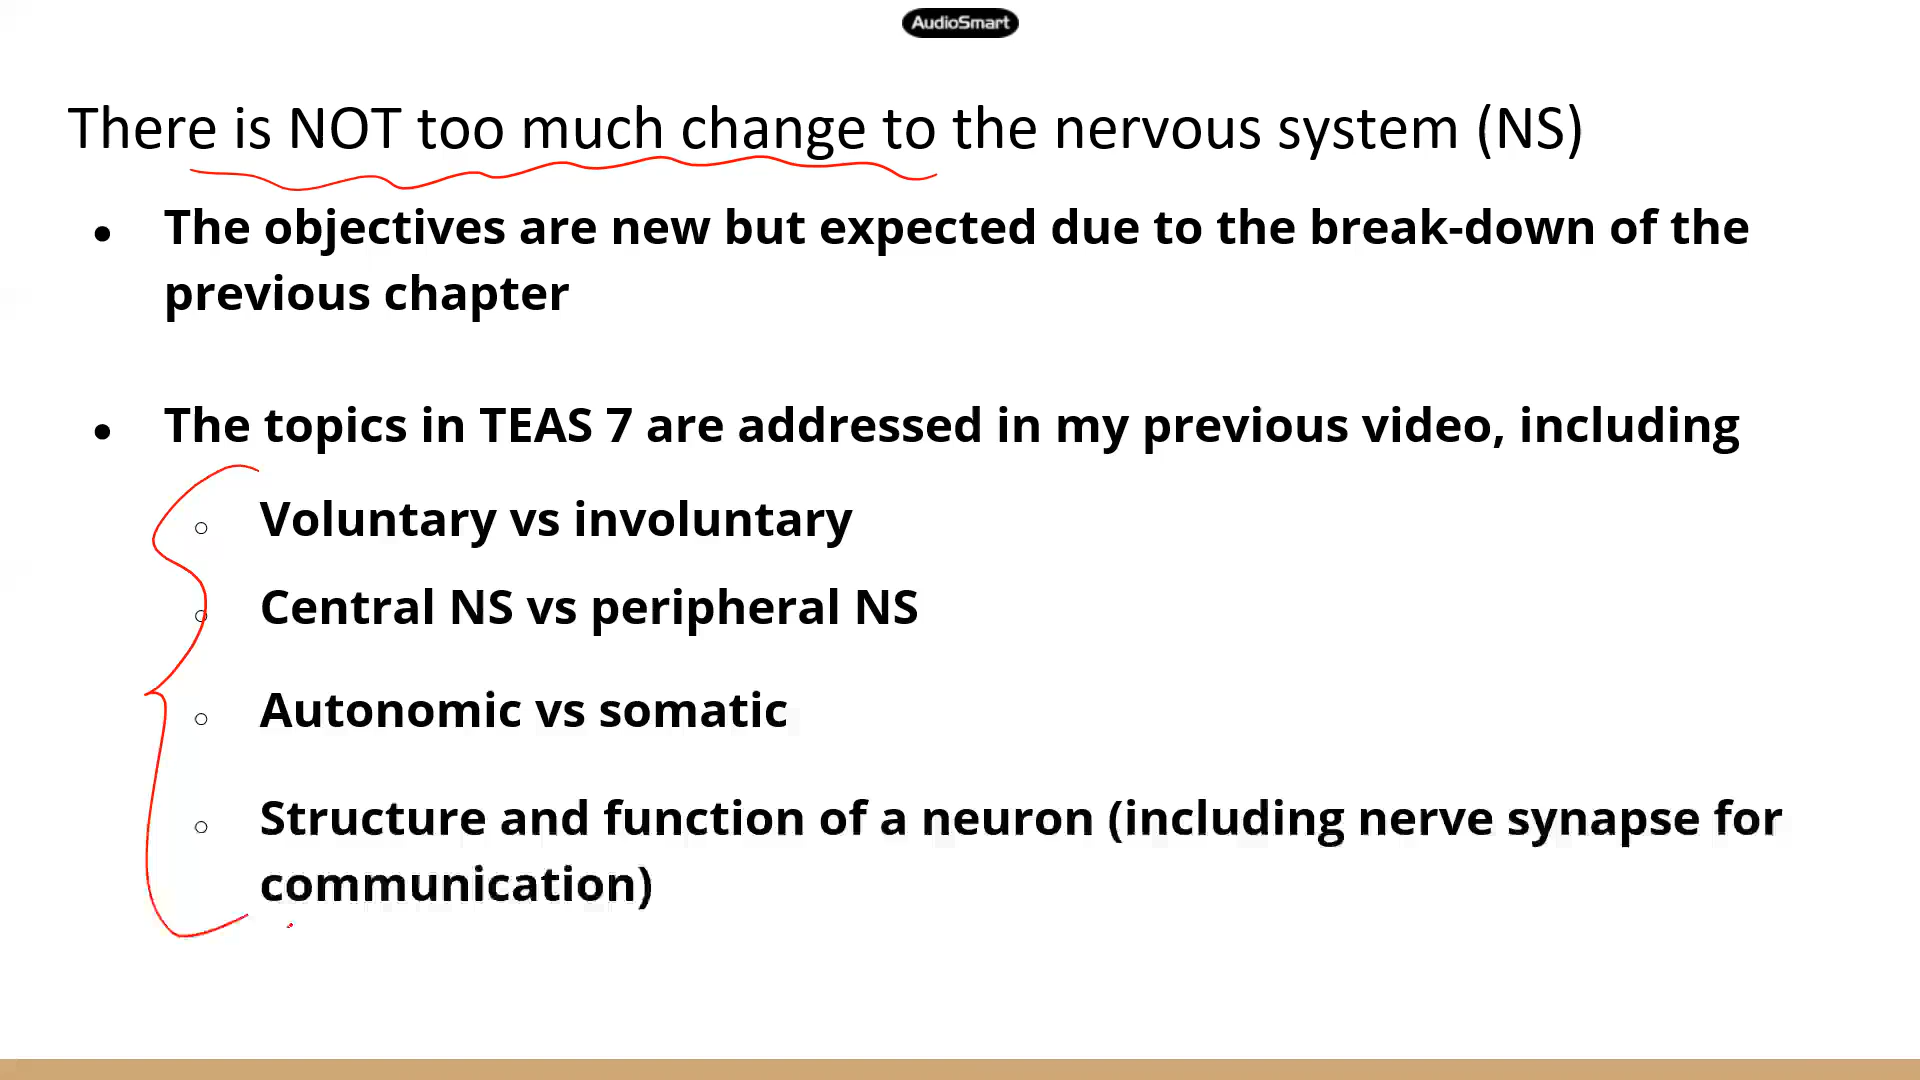 AudioSmart
There is NOT too much change to the nervous system (NS)
● The objectives are new but expected due to the break-down of the
previous chapter
● The topics in TEAS 7 are addressed in my previous video, including
○ Voluntary vs involuntary
○ Central NS vs peripheral NS
○ Autonomic vs somatic
○ Structure and function of a neuron (including nerve synapse for
communication)